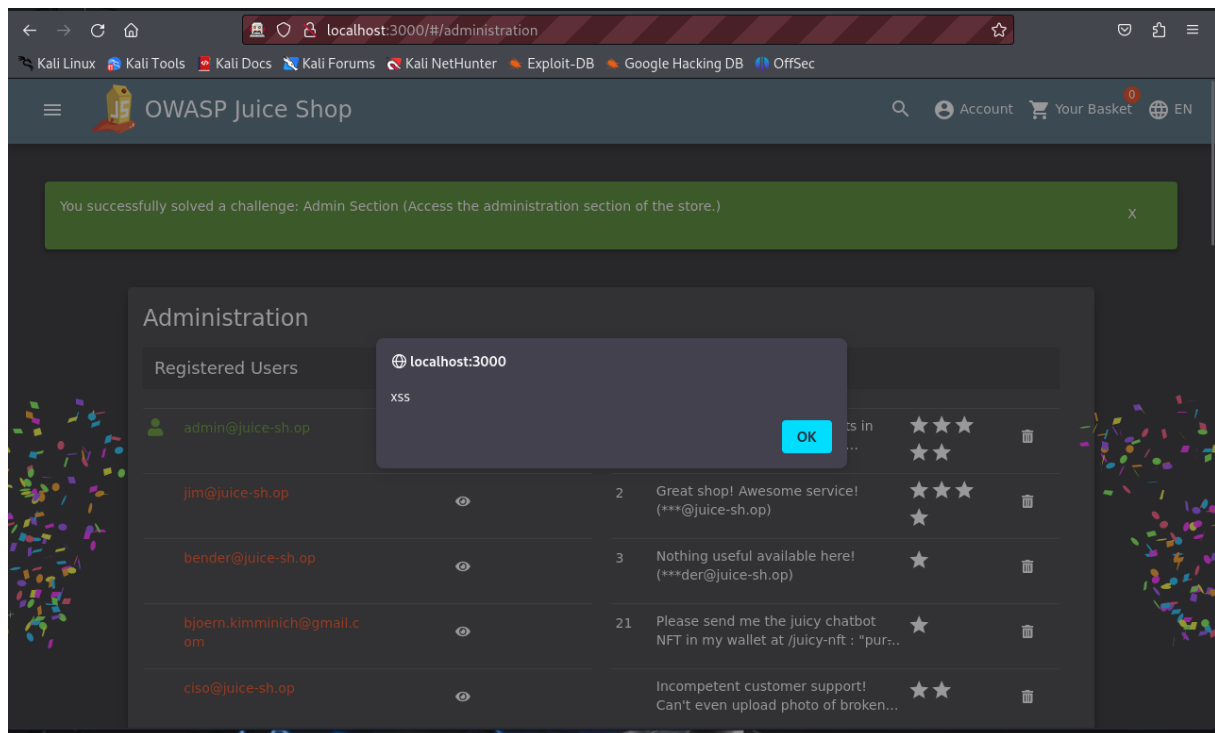 localhost:3000/#/administration
Kali Linux Kali Tools Kali Docs Kali Forums Kali NetHunter Exploit-DB Google Hacking DB OffSec
OWASP Juice Shop
Account
0
Your Basket
EN
You successfully solved a challenge: Admin Section (Access the administration section of the store.)
X
Administration
Registered Users
localhost:3000
xss
OK
admin@juice-sh.op
ts in
...
jim@juice-sh.op
2
Great shop! Awesome service!
(***@juice-sh.op)
bender@juice-sh.op
3
Nothing useful available here!
(***der@juice-sh.op)
bjoern.kimminich@gmail.c
om
21
Please send me the juicy chatbot
NFT in my wallet at /juicy-nft : "pur-...
ciso@juice-sh.op
Incompetent customer support!
Can't even upload photo of broken...